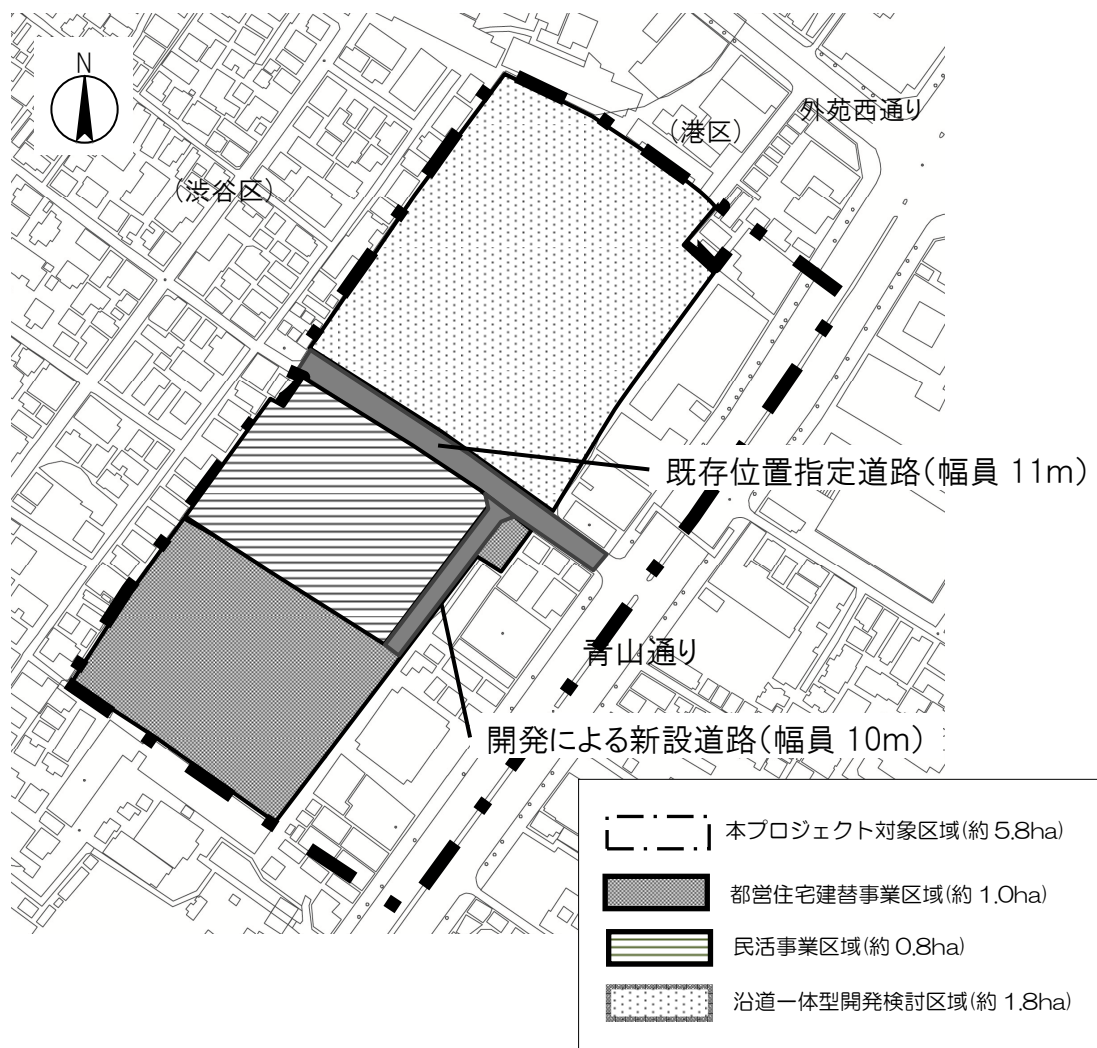 N
外苑西通り
(港区)
(渋谷区)
既存位置指定道路(幅員 11m)
青山通り
開発による新設道路(幅員 10m)
本プロジェクト対象区域(約 5.8ha)
都営住宅建替事業区域(約 1.0ha)
民活事業区域(約 0.8ha)
沿道一体型開発検討区域(約 1.8ha)